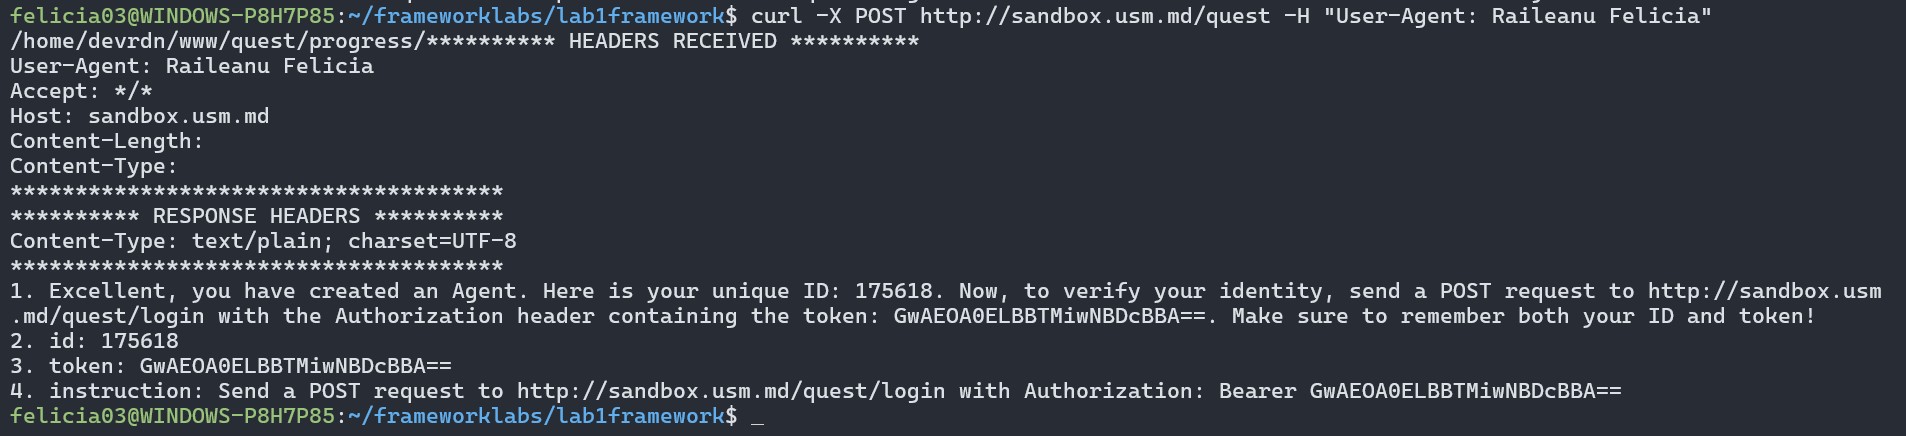 felicia03@WINDOWS-P8H7P85:~/frameworklabs/lab1framework$ curl -X POST http://sandbox.usm.md/quest -H "User-Agent: Raileanu Felicia"
/home/devrdn/www/quest/progress/********** HEADERS RECEIVED **********
User-Agent: Raileanu Felicia
Accept: */*
Host: sandbox.usm.md
Content-Length:
Content-Type:
**************************************
********** RESPONSE HEADERS **********
Content-Type: text/plain; charset=UTF-8
**************************************
1. Excellent, you have created an Agent. Here is your unique ID: 175618. Now, to verify your identity, send a POST request to http://sandbox.usm
.md/quest/login with the Authorization header containing the token: GwAEOA0ELBBTMiwNBDcBBA==. Make sure to remember both your ID and token!
2. id: 175618
3. token: GwAEOA0ELBBTMiwNBDcBBA==
4. instruction: Send a POST request to http://sandbox.usm.md/quest/login with Authorization: Bearer GwAEOA0ELBBTMiwNBDcBBA==
felicia03@WINDOWS-P8H7P85:~/frameworklabs/lab1framework$ _